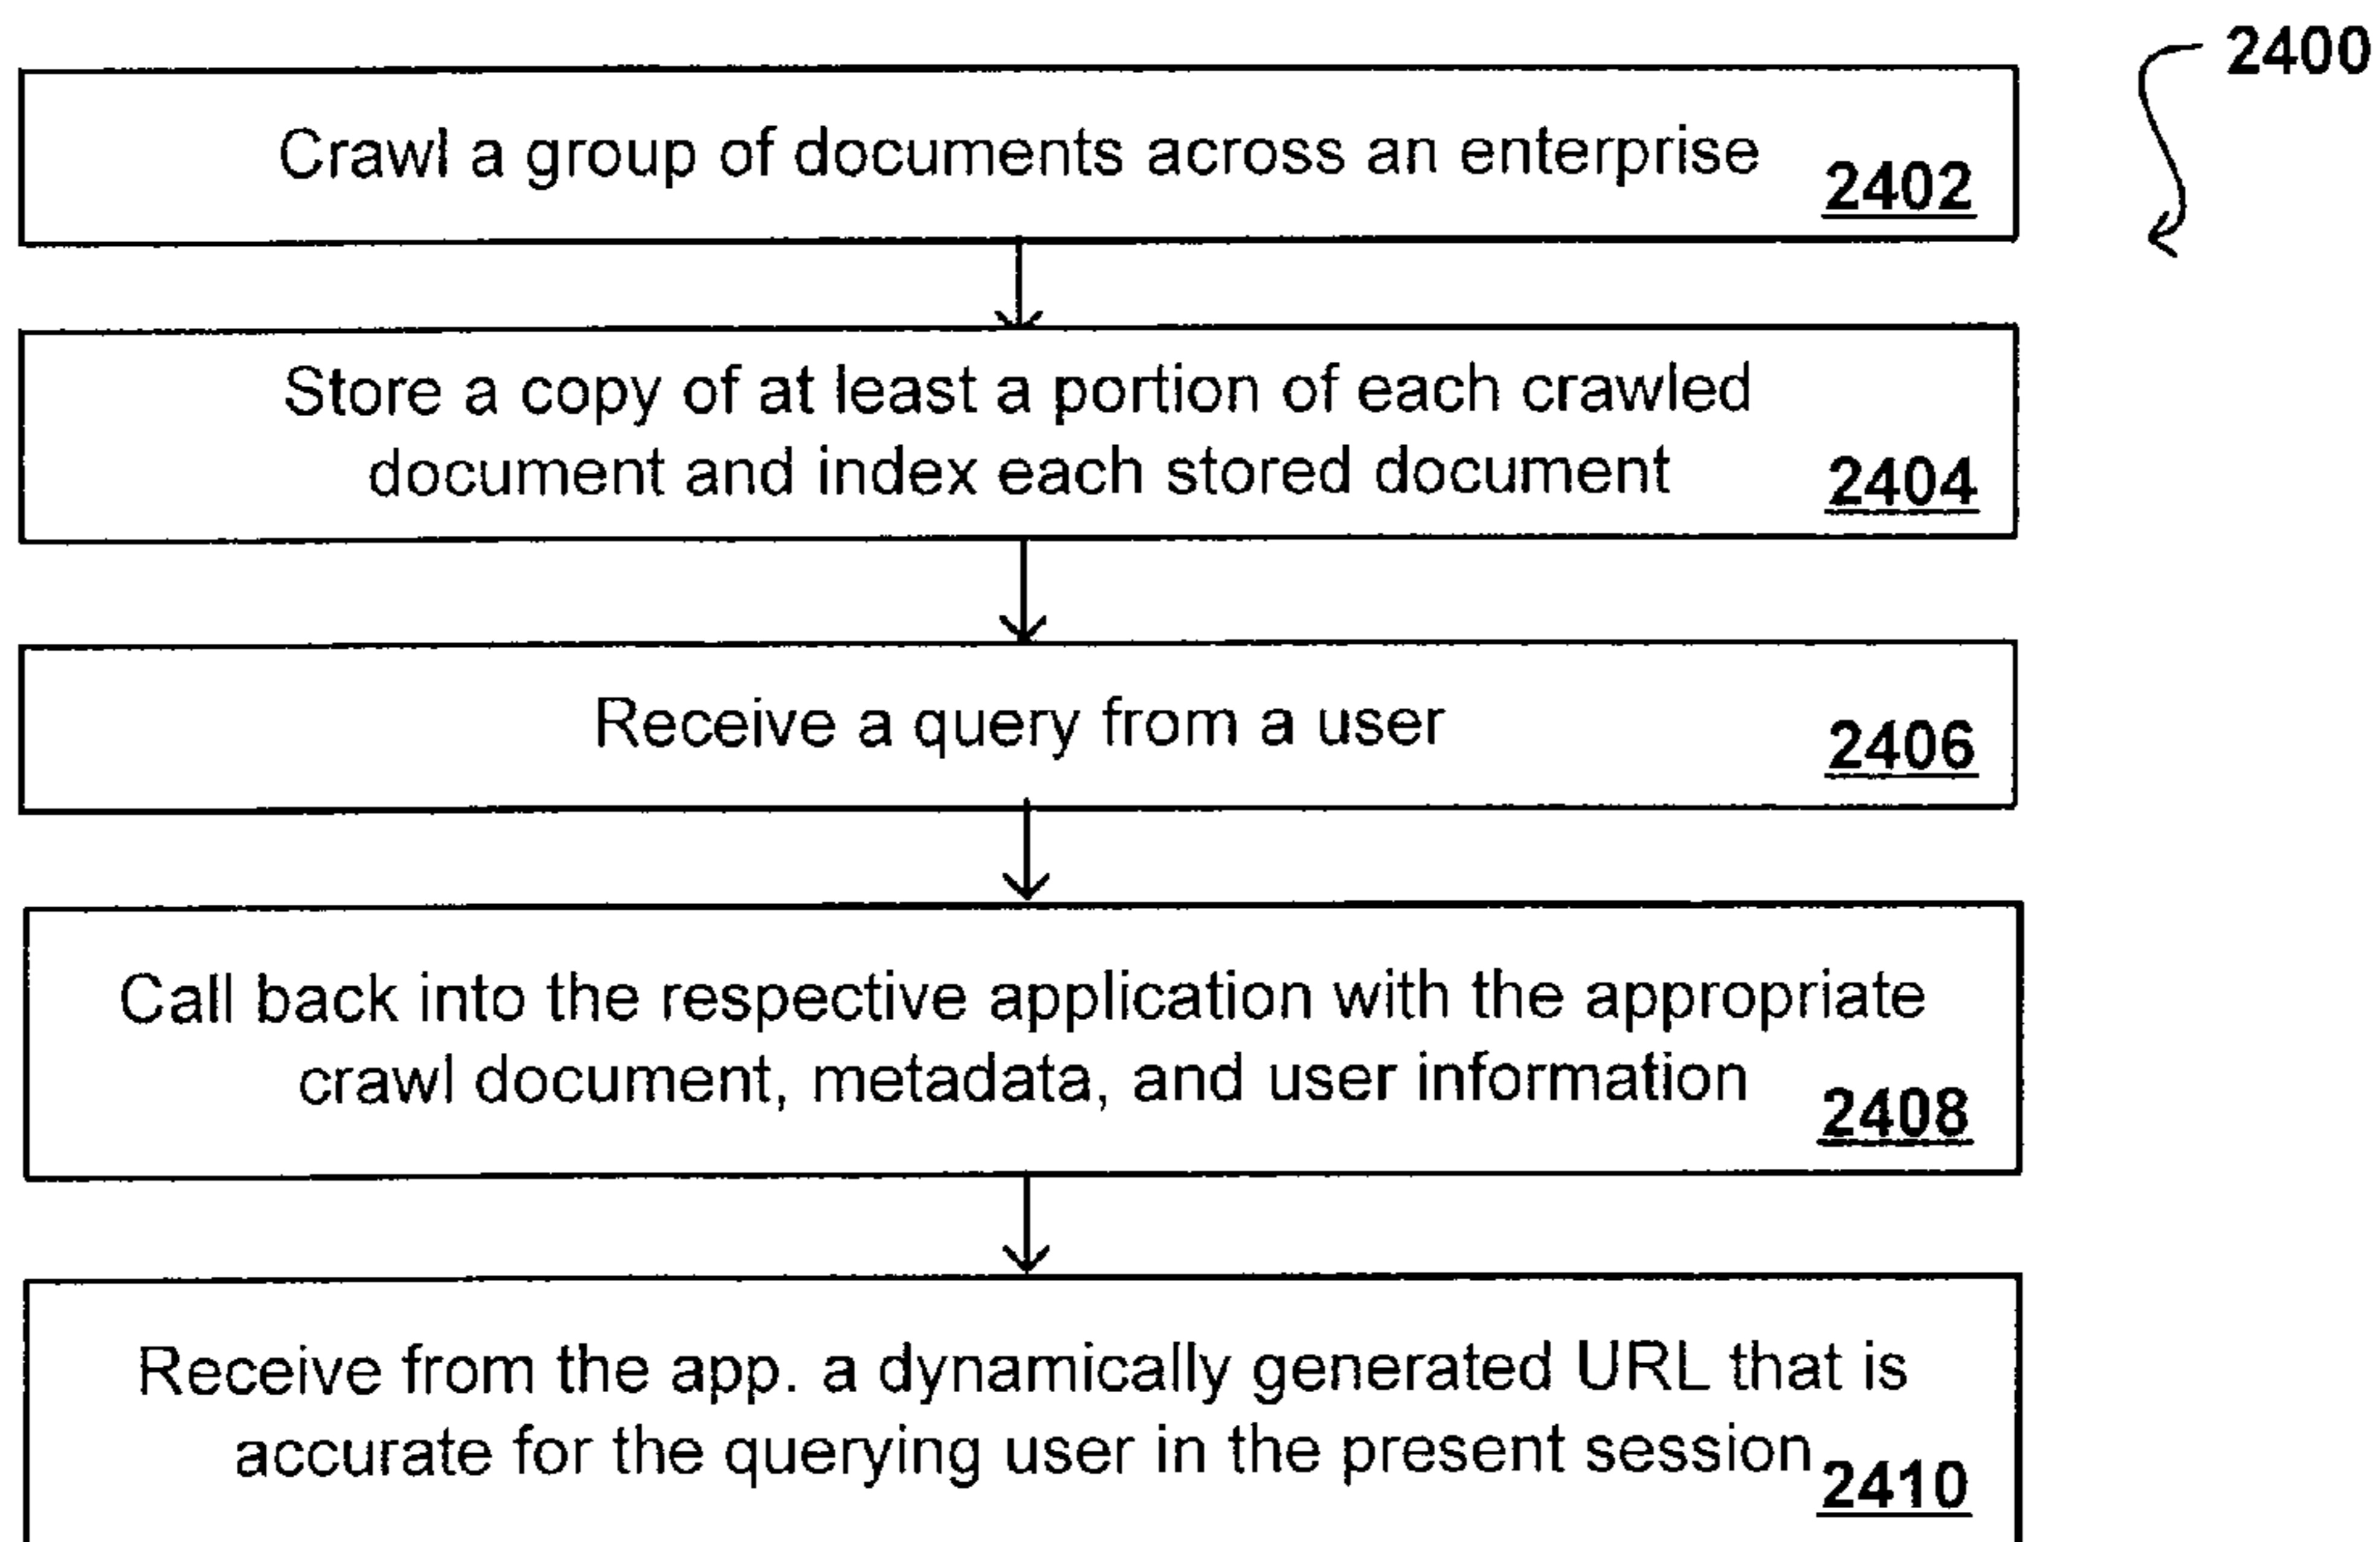 2400
Crawl a group of documents across an enterprise
2402
Store a copy of at least a portion of each crawled
document and index each stored document
2404
Receive a query from a user
2406
Call back into the respective application with the appropriate
crawl document, metadata, and user information
2408
Receive from the app. a dynamically generated URL that is
accurate for the querying user in the present session
2410